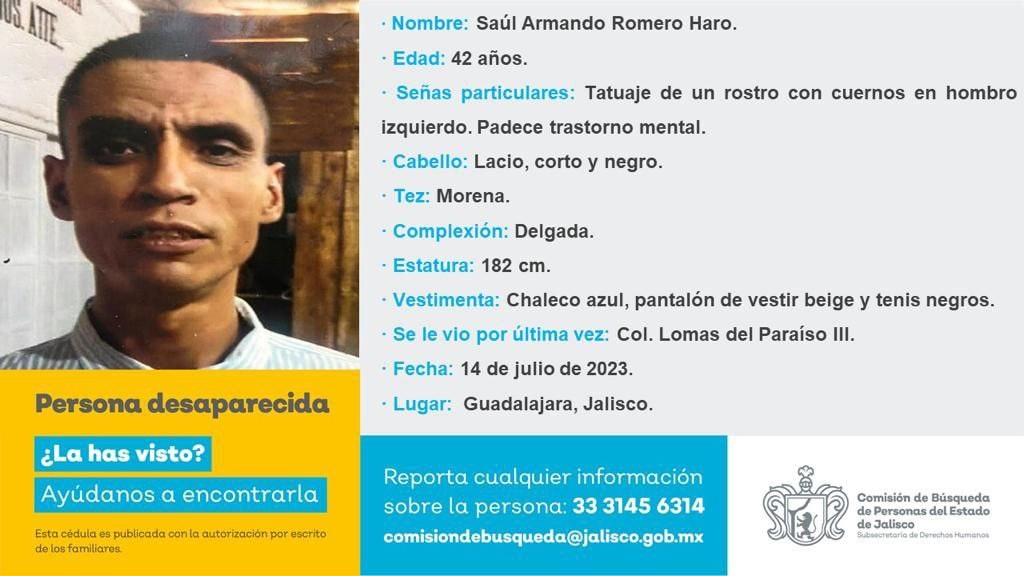 OS. ATTE.
· Nombre: Saúl Armando Romero Haro.
· Edad: 42 años.
· Señas particulares: Tatuaje de un rostro con cuernos en hombro
izquierdo. Padece trastorno mental.
· Cabello: Lacio, corto y negro.
· Tez: Morena.
· Complexión: Delgada.
· Estatura: 182 cm.
· Vestimenta: Chaleco azul, pantalón de vestir beige y tenis negros.
· Se le vio por última vez: Col. Lomas del Paraíso III.
· Fecha: 14 de julio de 2023.
· Lugar: Guadalajara, Jalisco.
Persona desaparecida
¿La has visto?
Ayúdanos a encontrarla
Esta cédula es publicada con la autorización por escrito
de los familiares.
Reporta cualquier información
sobre la persona: 33 3145 6314
comisiondebusqueda@jalisco.gob.mx
Comisión de Búsqueda
de Personas del Estado
de Jalisco
Subsecretaría de Derechos Humanos